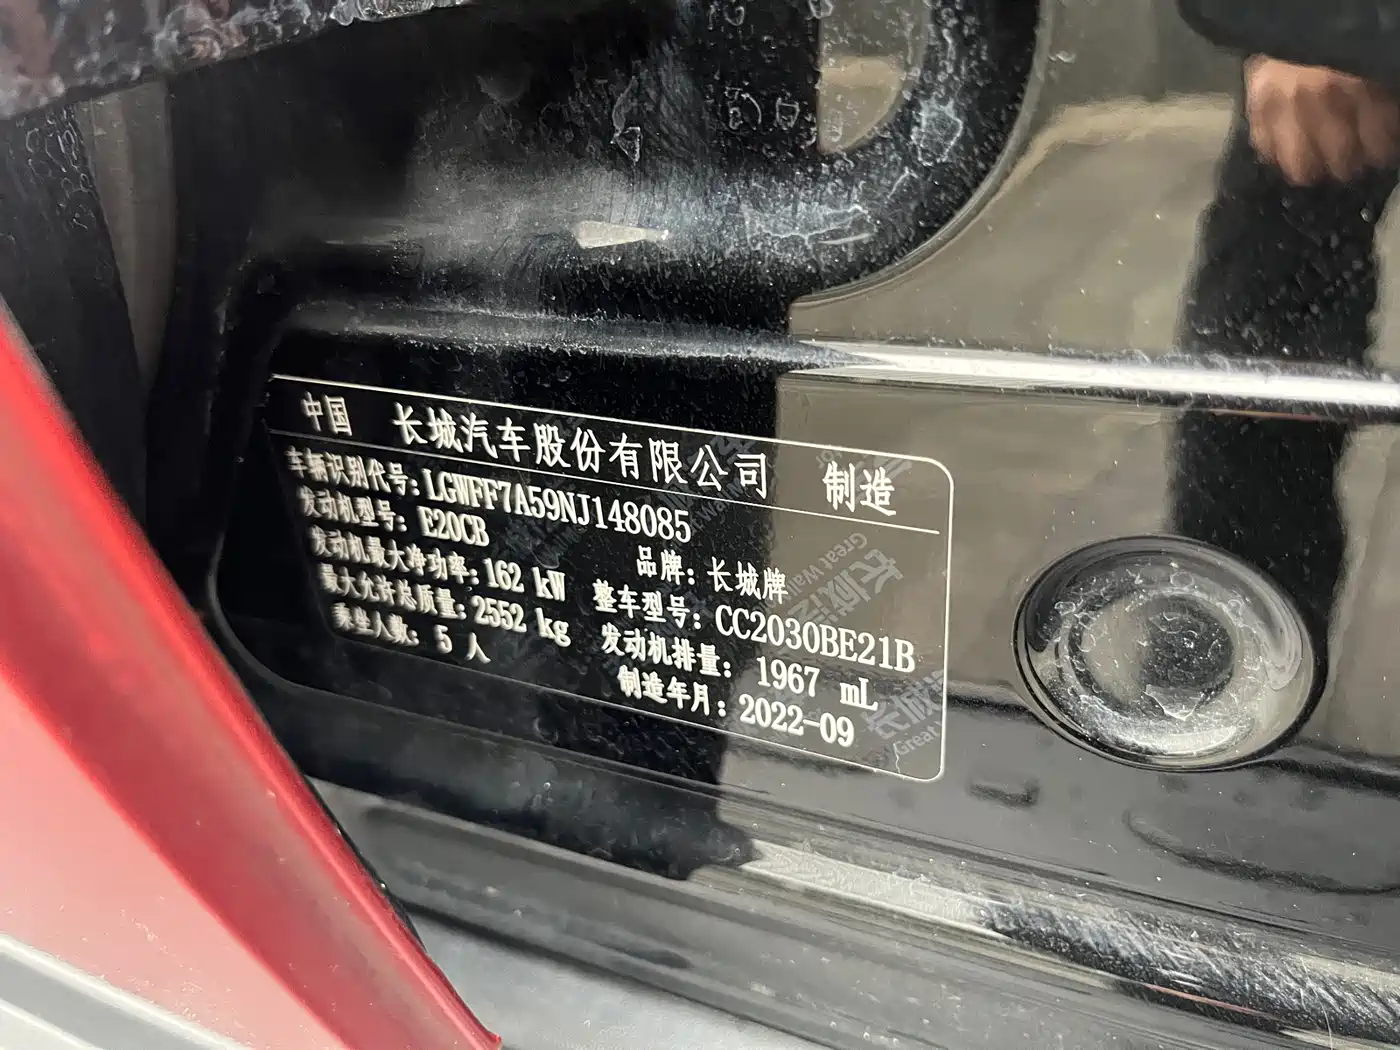 中国 长城汽车股份有限公司 制造
车辆识别代号：LGWFF7A59NJ148085
发动机型号：E20CB 品牌：长城牌
发动机最大净功率：162 kW 整车型号：CC2030BE21B
最大允许总质量：2552 kg 发动机排量：1967 mL
乘坐人数：5 人 制造年月：2022-09